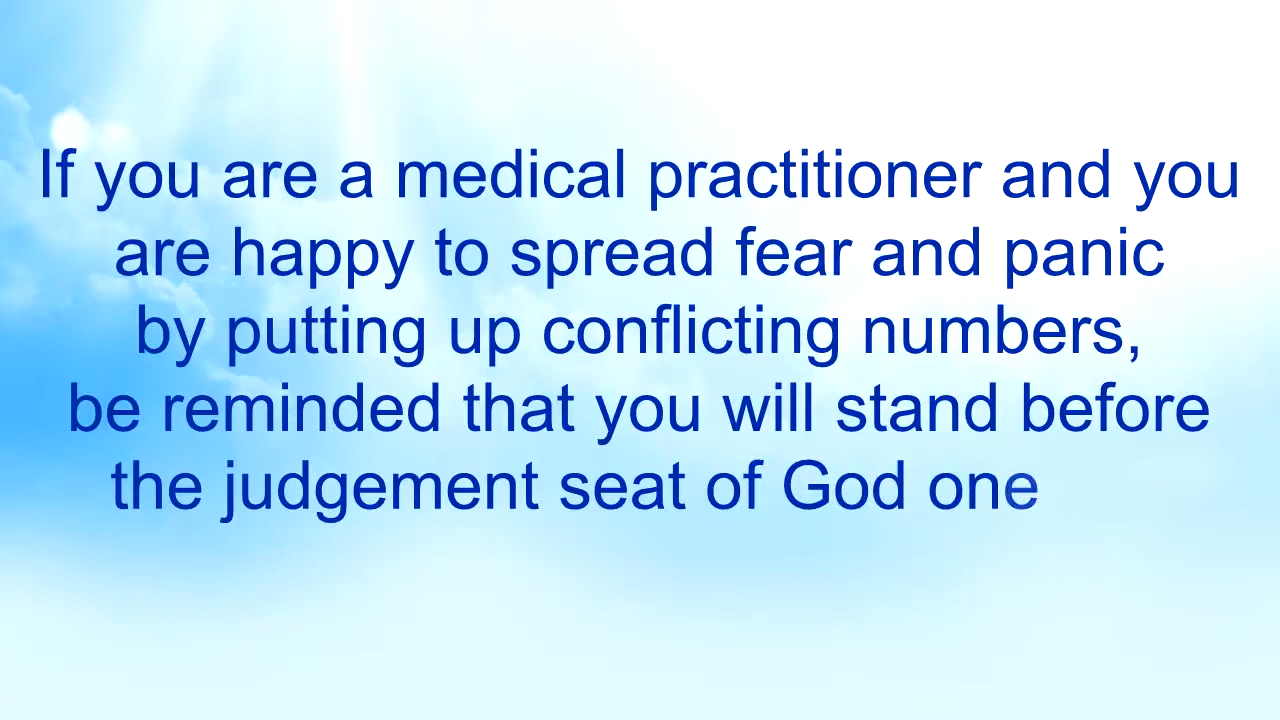 If you are a medical practitioner and you
are happy to spread fear and panic
by putting up conflicting numbers,
be reminded that you will stand before
the judgement seat of God one